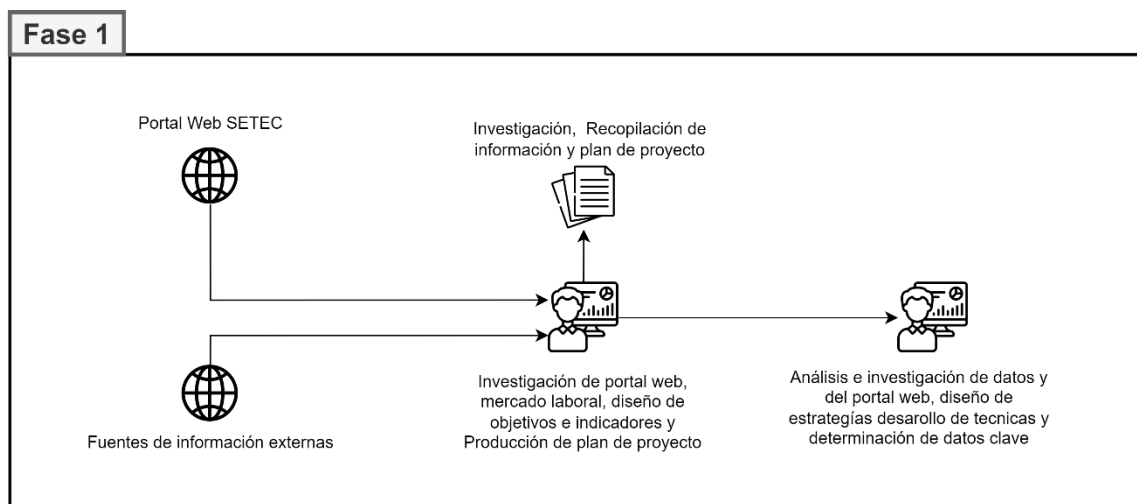 Fase 1
Portal Web SETEC
Investigación, Recopilación de
información y plan de proyecto
Investigación de portal web,
mercado laboral, diseño de
objetivos e indicadores y
Producción de plan de proyecto
Análisis e investigación de datos y
del portal web, diseño de
estrategías desarollo de tecnicas y
determinación de datos clave
Fuentes de información externas